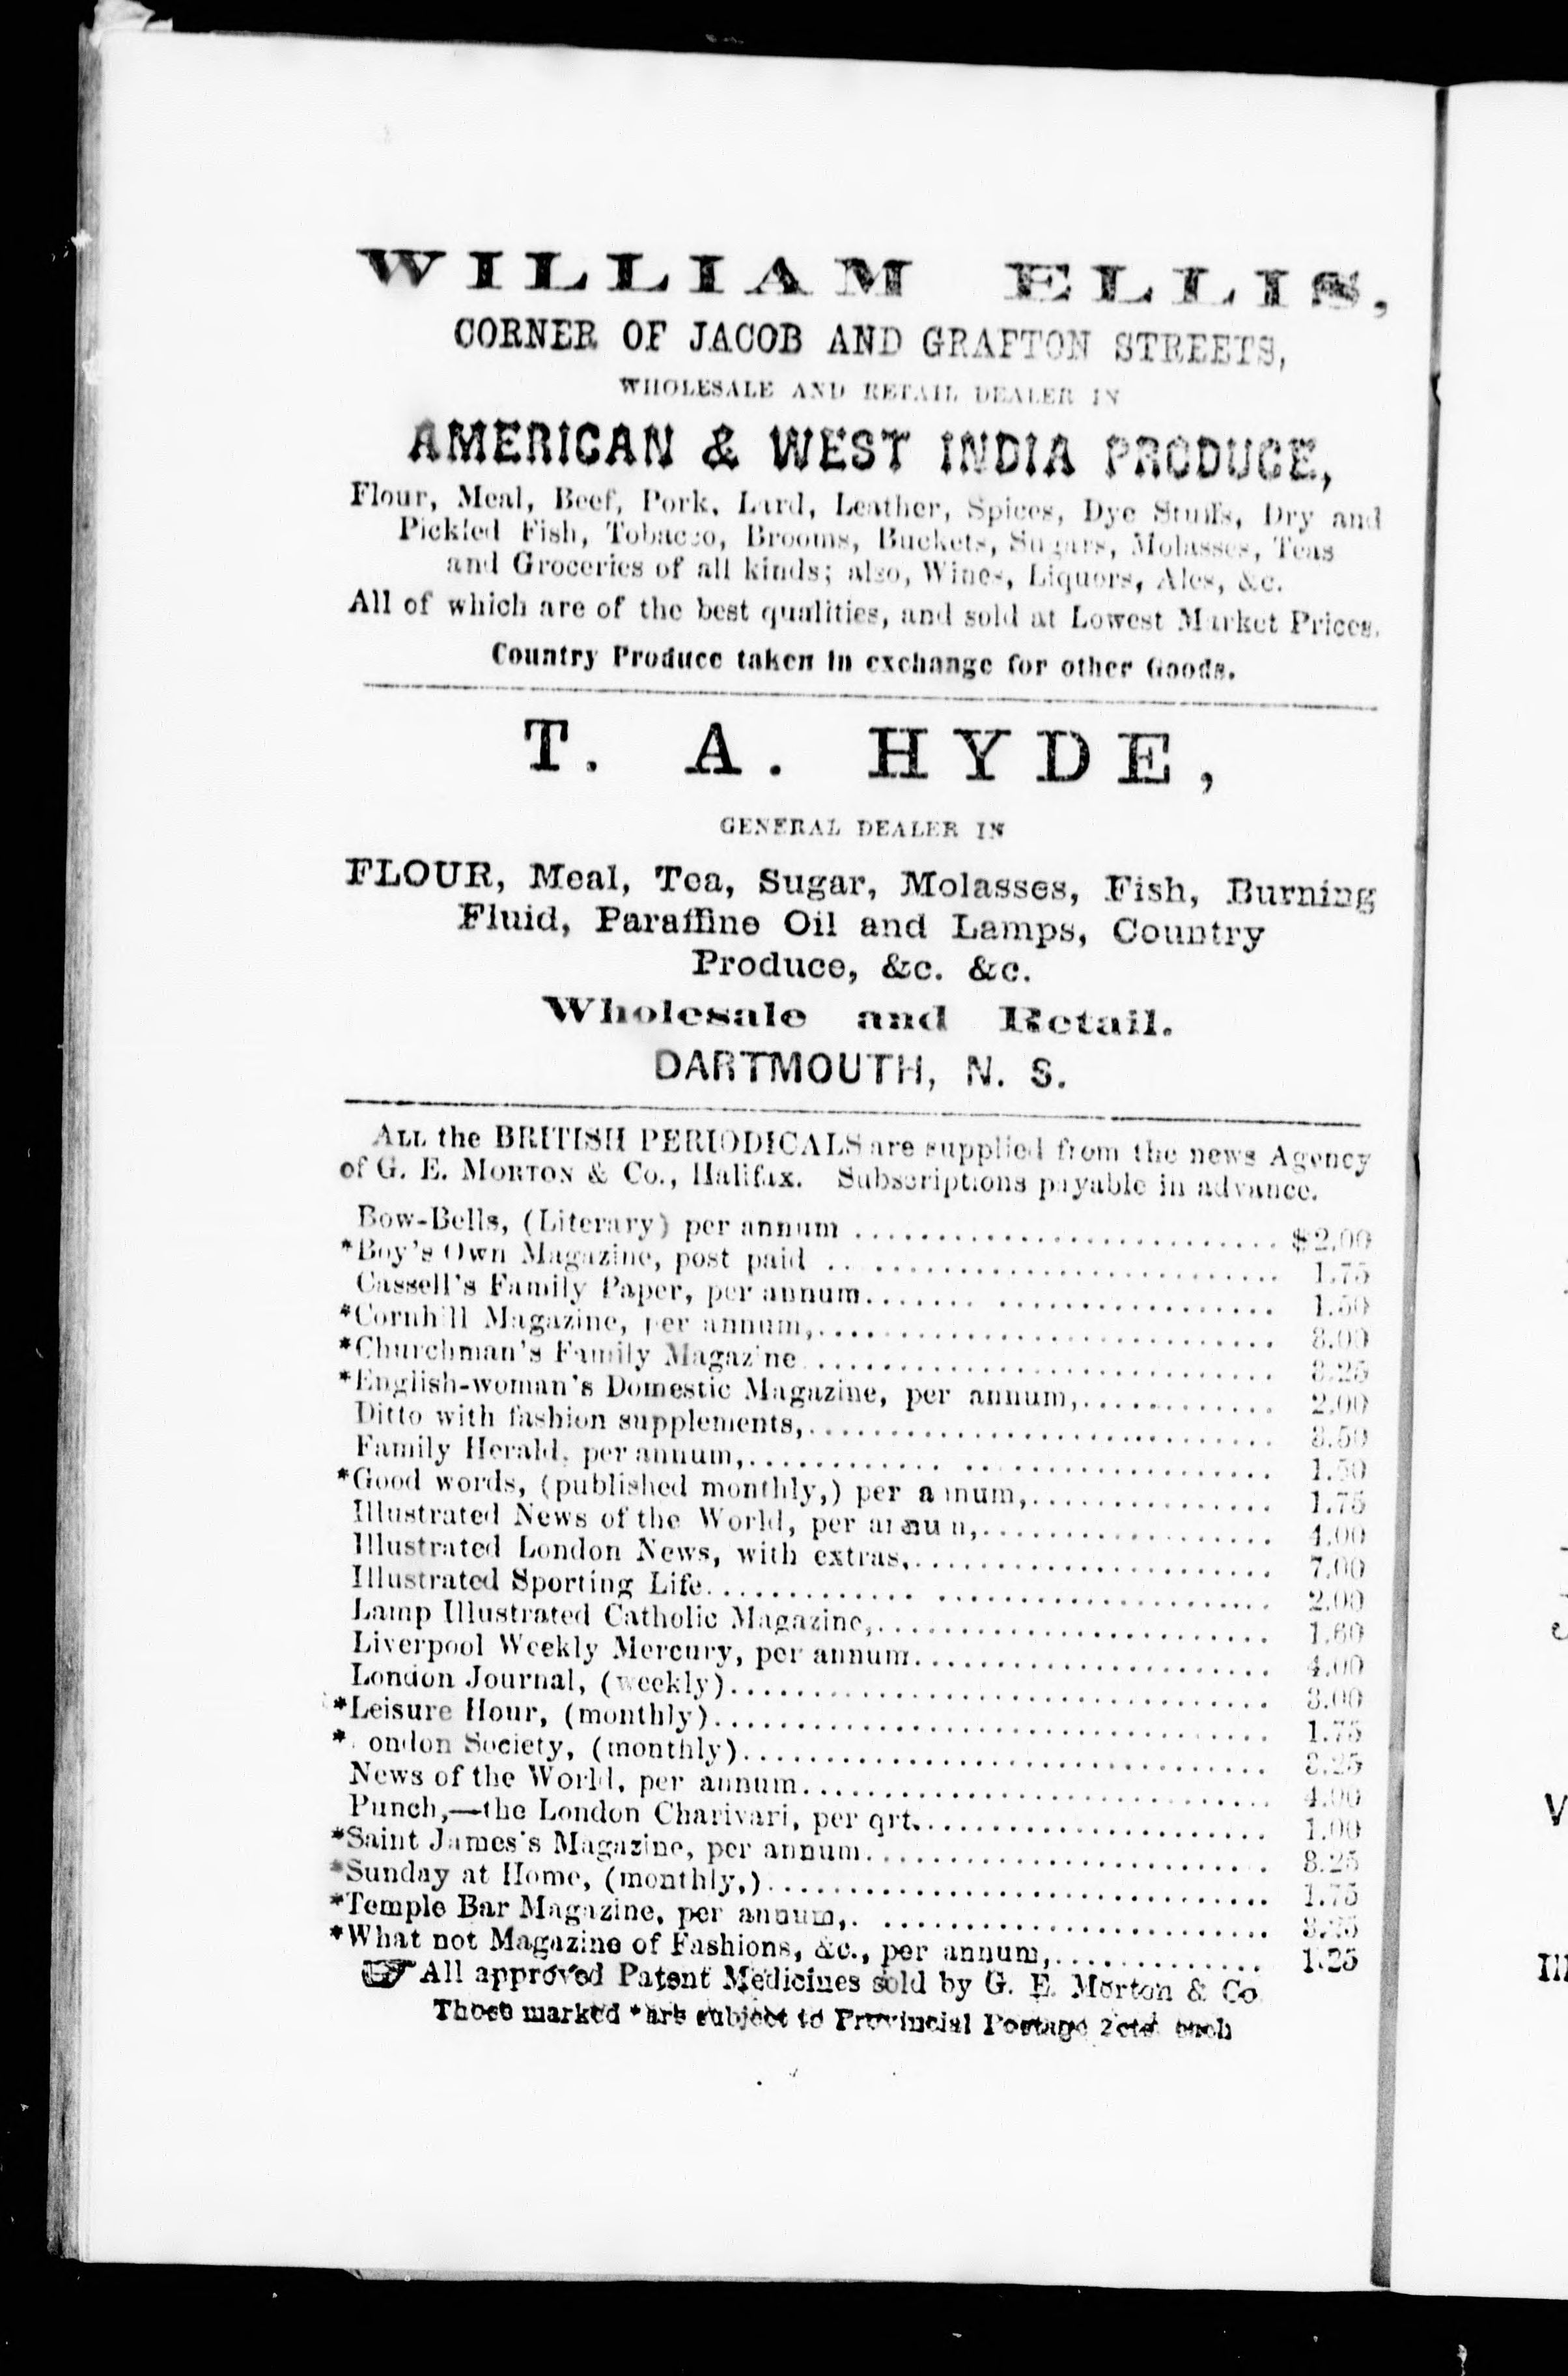 WILLIAM ELLIS,
CORNER OF JACOB AND GRAFTON STREETS,
WHOLESALE AND RETAIL DEALER IN
AMERICAN & WEST INDIA PRODUCE,
Flour, Meal, Beef, Pork, Lard, Leather, Spices, Dye Stuffs, Dry and
Pickled Fish, Tobacco, Brooms, Buckets, Sugars, Molasses, Teas
and Groceries of all kinds; also, Wines, Liquors, Ales, &c.
All of which are of the best qualities, and sold at Lowest Market Prices.
Country Produce taken in exchange for other Goods.
T. A. HYDE,
GENERAL DEALER IN
FLOUR, Meal, Tea, Sugar, Molasses, Fish, Burning
Fluid, Paraffine Oil and Lamps, Country
Produce, &c. &c.
Wholesale and Retail.
DARTMOUTH, N. S.
ALL the BRITISH PERIODICALS are supplied from the news Agency
of G. E. MORTON & Co., Halifax. Subscriptions payable in advance.
Bow-Bells, (Literary) per annum ........ $2.00
*Boy's Own Magazine, post paid ........ 1.75
Cassell's Family Paper, per annum........ 1.50
*Cornhill Magazine, per annum,........ 3.00
*Churchman's Family Magazine ........ 3.25
*English-woman's Domestic Magazine, per annum,........ 2.00
Ditto with fashion supplements,........ 3.50
Family Herald, per annum,........ 1.50
*Good words, (published monthly,) per annum,........ 1.75
Illustrated News of the World, per annum,........ 4.00
Illustrated London News, with extras,........ 7.00
Illustrated Sporting Life........ 2.00
Lamp Illustrated Catholic Magazine,........ 1.60
Liverpool Weekly Mercury, per annum........ 4.00
London Journal, (weekly)........ 3.00
*Leisure Hour, (monthly)........ 1.75
*ondon Society, (monthly)........ 3.25
News of the World, per annum........ 4.00
Punch,—the London Charivari, per qrt........ 1.00
*Saint James's Magazine, per annum........ 3.25
*Sunday at Home, (monthly,)........ 1.75
*Temple Bar Magazine, per annum,........ 3.25
*What not Magazine of Fashions, &c., per annum,........ 1.25
☞ All approved Patent Medicines sold by G. E. Morton & Co
Those marked * are subject to Provincial Postage 2 cts. each